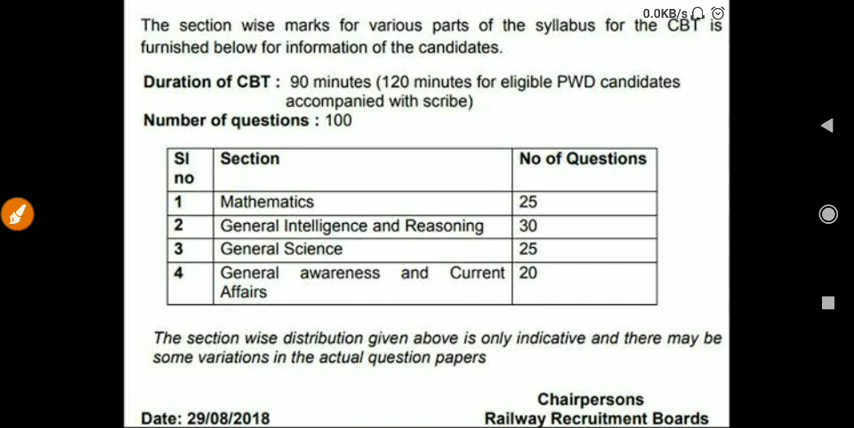 0.0KB/s
The section wise marks for various parts of the syllabus for the CBT is
furnished below for information of the candidates.
Duration of CBT : 90 minutes (120 minutes for eligible PWD candidates
accompanied with scribe)
Number of questions : 100
Sl no Section No of Questions
1 Mathematics 25
2 General Intelligence and Reasoning 30
3 General Science 25
4 General awareness and Current 20
Affairs
The section wise distribution given above is only indicative and there may be
some variations in the actual question papers
Chairpersons
Date: 29/08/2018 Railway Recruitment Boards